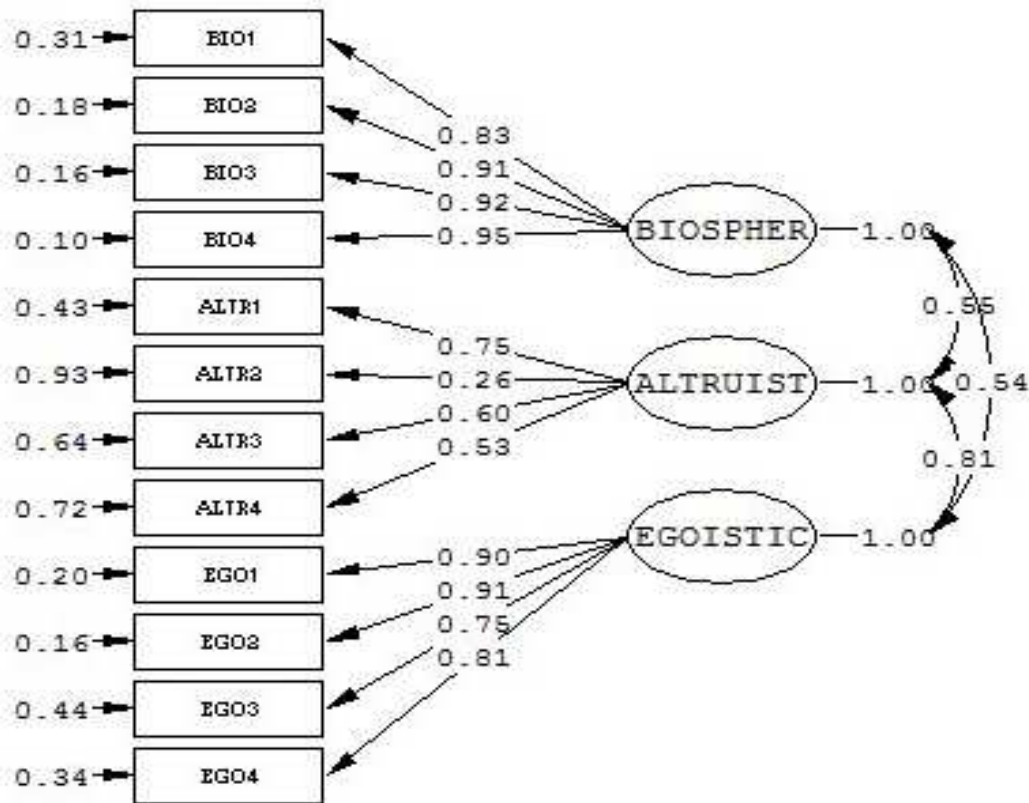 0.31 BIO1
0.18 BIO2
0.83
0.16 BIO3
0.91
0.92
0.10 BIO4
0.95
BIOSPHER 1.00
0.43 ALTR1
0.55
0.75
0.93 ALTR2
0.26
ALTRUIST 1.00
0.54
0.60
0.64 ALTR3
0.53
0.81
0.72 ALTR4
EGOISTIC 1.00
0.90
0.20 EGO1
0.91
0.75
0.16 EGO2
0.81
0.44 EGO3
0.34 EGO4